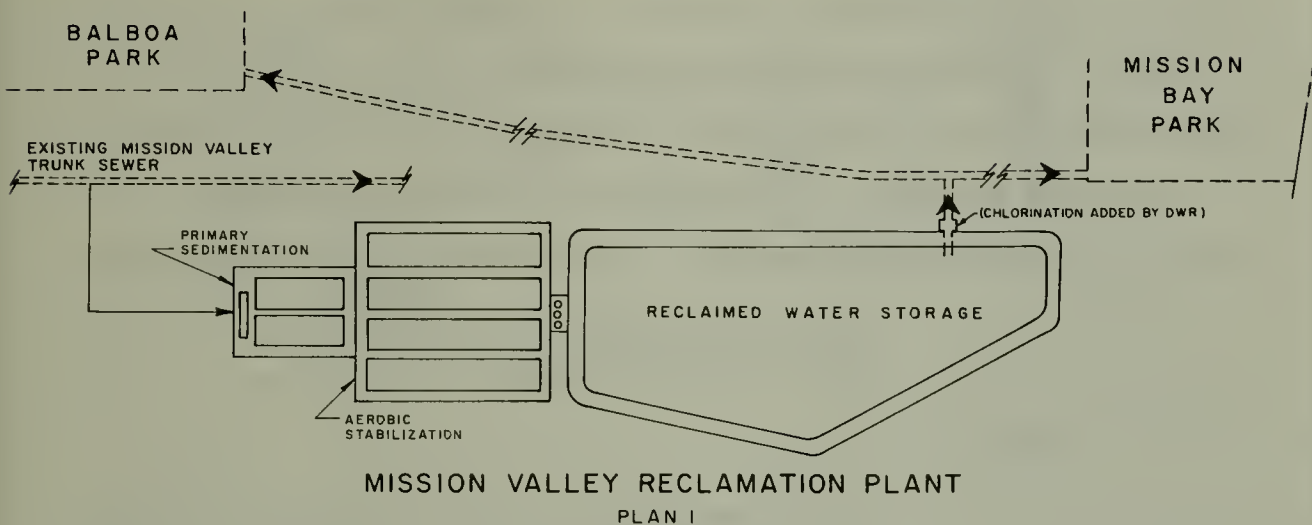 BALBOA
PARK
MISSION
BAY
PARK
EXISTING MISSION VALLEY
TRUNK SEWER
(CHLORINATION ADDED BY DWR)
PRIMARY
SEDIMENTATION
RECLAIMED WATER STORAGE
AEROBIC
STABILIZATION
MISSION VALLEY RECLAMATION PLANT
PLAN I